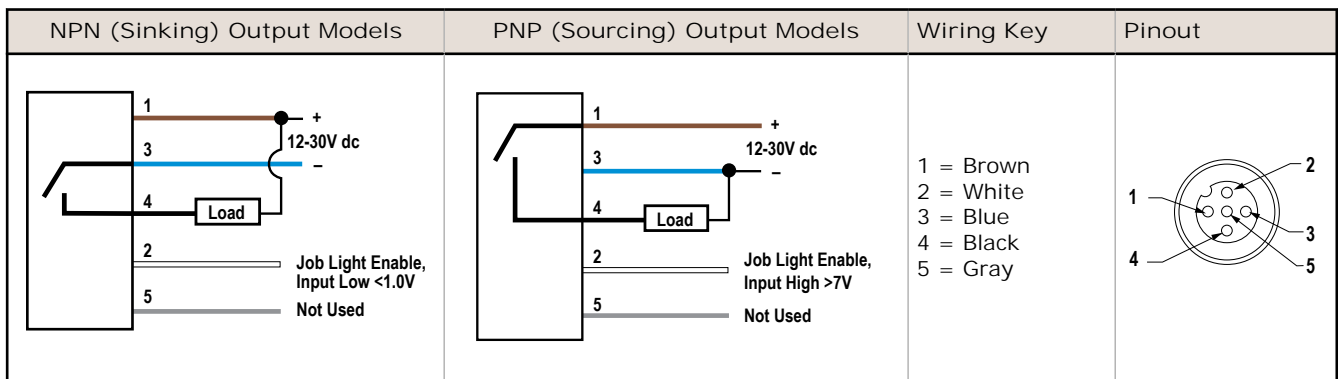 NPN (Sinking) Output Models
PNP (Sourcing) Output Models
Wiring Key
Pinout
1
+
12-30V dc
3
–
4
Load
2
Job Light Enable,
Input Low <1.0V
5
Not Used
1
+
12-30V dc
3
–
4
Load
2
Job Light Enable,
Input High >7V
5
Not Used
1 = Brown
2 = White
3 = Blue
4 = Black
5 = Gray
2
1
3
4
5